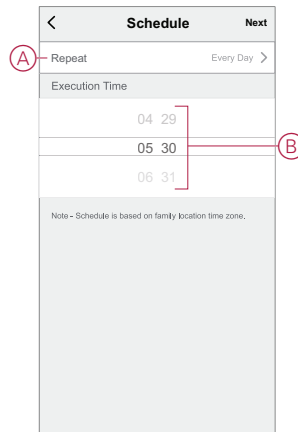 Schedule Next
A Repeat Every Day
Execution Time
04 29
05 30
B
06 31
Note - Schedule is based on family location time zone.